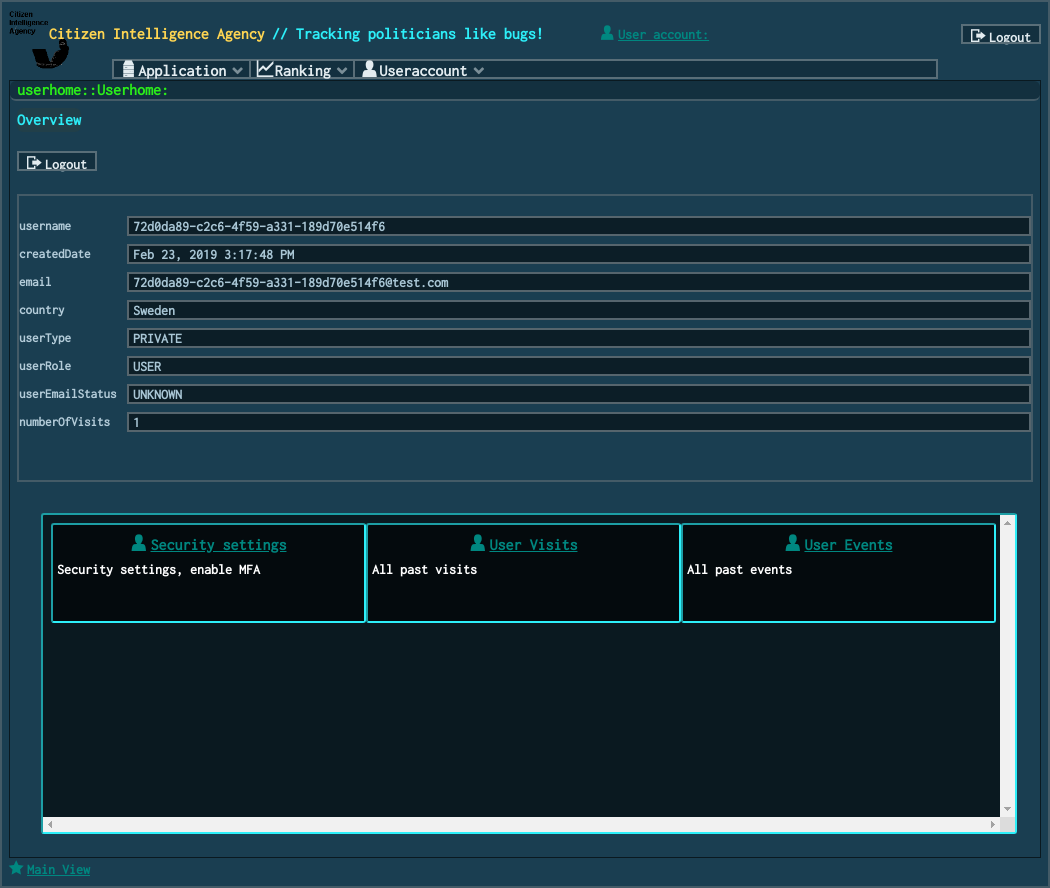 Citizen
Intelligence
Agency
Citizen Intelligence Agency // Tracking politicians like bugs!
User account:
Logout
Application
Ranking
Useraccount
userhome::Userhome:
Overview
Logout
username 72d0da89-c2c6-4f59-a331-189d70e514f6
createdDate Feb 23, 2019 3:17:48 PM
email 72d0da89-c2c6-4f59-a331-189d70e514f6@test.com
country Sweden
userType PRIVATE
userRole USER
userEmailStatus UNKNOWN
numberOfVisits 1
Security settings
Security settings, enable MFA
User Visits
All past visits
User Events
All past events
Main View